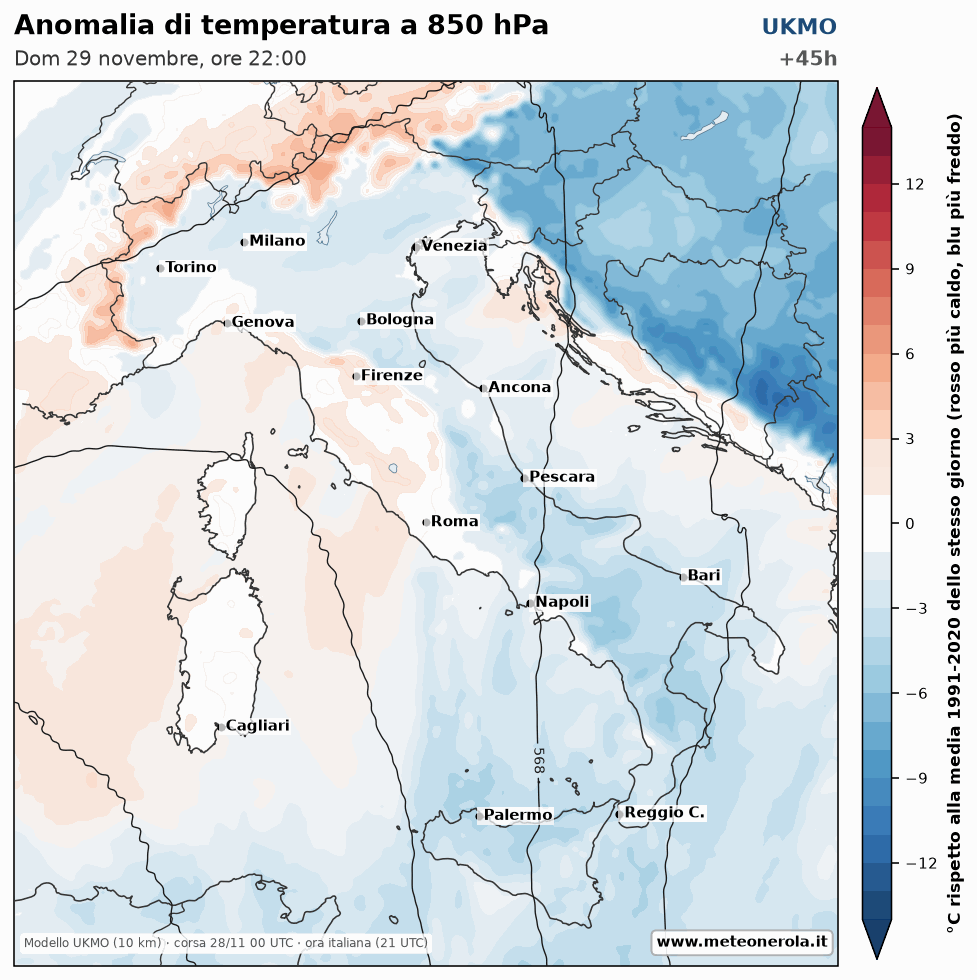 Anomalia di temperatura a 850 hPa
UKMO
Dom 29 novembre, ore 22:00
+45h
Milano
Venezia
Torino
Genova
Bologna
Firenze
Ancona
Pescara
Roma
Bari
Napoli
Cagliari
568
Palermo
Reggio C.
Modello UKMO (10 km) · corsa 28/11 00 UTC · ora italiana (21 UTC)
www.meteonerola.it
12
9
6
3
0
−3
−6
−9
−12
°C rispetto alla media 1991-2020 dello stesso giorno (rosso più caldo, blu più freddo)